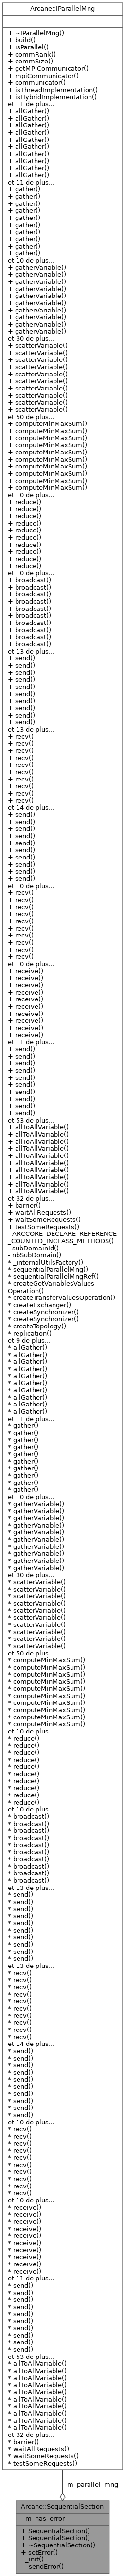 Arcane::IParallelMng
+ ~IParallelMng()
+ build()
+ isParallel()
+ commRank()
+ commSize()
+ getMPICommunicator()
+ mpiCommunicator()
+ communicator()
+ isThreadImplementation()
+ isHybridImplementation()
et 11 de plus...
+ allGather()
+ allGather()
+ allGather()
+ allGather()
+ allGather()
+ allGather()
+ allGather()
+ allGather()
+ allGather()
+ allGather()
et 11 de plus...
+ gather()
+ gather()
+ gather()
+ gather()
+ gather()
+ gather()
+ gather()
+ gather()
+ gather()
+ gather()
et 10 de plus...
+ gatherVariable()
+ gatherVariable()
+ gatherVariable()
+ gatherVariable()
+ gatherVariable()
+ gatherVariable()
+ gatherVariable()
+ gatherVariable()
+ gatherVariable()
+ gatherVariable()
et 30 de plus...
+ scatterVariable()
+ scatterVariable()
+ scatterVariable()
+ scatterVariable()
+ scatterVariable()
+ scatterVariable()
+ scatterVariable()
+ scatterVariable()
+ scatterVariable()
+ scatterVariable()
et 50 de plus...
+ computeMinMaxSum()
+ computeMinMaxSum()
+ computeMinMaxSum()
+ computeMinMaxSum()
+ computeMinMaxSum()
+ computeMinMaxSum()
+ computeMinMaxSum()
+ computeMinMaxSum()
+ computeMinMaxSum()
+ computeMinMaxSum()
et 10 de plus...
+ reduce()
+ reduce()
+ reduce()
+ reduce()
+ reduce()
+ reduce()
+ reduce()
+ reduce()
+ reduce()
+ reduce()
et 10 de plus...
+ broadcast()
+ broadcast()
+ broadcast()
+ broadcast()
+ broadcast()
+ broadcast()
+ broadcast()
+ broadcast()
+ broadcast()
+ broadcast()
et 13 de plus...
+ send()
+ send()
+ send()
+ send()
+ send()
+ send()
+ send()
+ send()
+ send()
+ send()
et 13 de plus...
+ recv()
+ recv()
+ recv()
+ recv()
+ recv()
+ recv()
+ recv()
+ recv()
+ recv()
+ recv()
et 14 de plus...
+ send()
+ send()
+ send()
+ send()
+ send()
+ send()
+ send()
+ send()
+ send()
+ send()
et 10 de plus...
+ recv()
+ recv()
+ recv()
+ recv()
+ recv()
+ recv()
+ recv()
+ recv()
+ recv()
+ recv()
et 10 de plus...
+ receive()
+ receive()
+ receive()
+ receive()
+ receive()
+ receive()
+ receive()
+ receive()
+ receive()
+ receive()
et 11 de plus...
+ send()
+ send()
+ send()
+ send()
+ send()
+ send()
+ send()
+ send()
+ send()
+ send()
et 53 de plus...
+ allToAllVariable()
+ allToAllVariable()
+ allToAllVariable()
+ allToAllVariable()
+ allToAllVariable()
+ allToAllVariable()
+ allToAllVariable()
+ allToAllVariable()
+ allToAllVariable()
+ allToAllVariable()
et 32 de plus...
+ barrier()
+ waitAllRequests()
+ waitSomeRequests()
+ testSomeRequests()
- ARCCORE_DECLARE_REFERENCE
_COUNTED_INCLASS_METHODS()
- subDomainId()
- nbSubDomain()
* _internalUtilsFactory()
* sequentialParallelMng()
* sequentialParallelMngRef()
* createGetVariablesValues
Operation()
* createTransferValuesOperation()
* createExchanger()
* createSynchronizer()
* createSynchronizer()
* createTopology()
* replication()
et 9 de plus...
* allGather()
* allGather()
* allGather()
* allGather()
* allGather()
* allGather()
* allGather()
* allGather()
* allGather()
* allGather()
et 11 de plus...
* gather()
* gather()
* gather()
* gather()
* gather()
* gather()
* gather()
* gather()
* gather()
* gather()
et 10 de plus...
* gatherVariable()
* gatherVariable()
* gatherVariable()
* gatherVariable()
* gatherVariable()
* gatherVariable()
* gatherVariable()
* gatherVariable()
* gatherVariable()
* gatherVariable()
et 30 de plus...
* scatterVariable()
* scatterVariable()
* scatterVariable()
* scatterVariable()
* scatterVariable()
* scatterVariable()
* scatterVariable()
* scatterVariable()
* scatterVariable()
* scatterVariable()
et 50 de plus...
* computeMinMaxSum()
* computeMinMaxSum()
* computeMinMaxSum()
* computeMinMaxSum()
* computeMinMaxSum()
* computeMinMaxSum()
* computeMinMaxSum()
* computeMinMaxSum()
* computeMinMaxSum()
* computeMinMaxSum()
et 10 de plus...
* reduce()
* reduce()
* reduce()
* reduce()
* reduce()
* reduce()
* reduce()
* reduce()
* reduce()
* reduce()
et 10 de plus...
* broadcast()
* broadcast()
* broadcast()
* broadcast()
* broadcast()
* broadcast()
* broadcast()
* broadcast()
* broadcast()
* broadcast()
et 13 de plus...
* send()
* send()
* send()
* send()
* send()
* send()
* send()
* send()
* send()
* send()
et 13 de plus...
* recv()
* recv()
* recv()
* recv()
* recv()
* recv()
* recv()
* recv()
* recv()
* recv()
et 14 de plus...
* send()
* send()
* send()
* send()
* send()
* send()
* send()
* send()
* send()
* send()
et 10 de plus...
* recv()
* recv()
* recv()
* recv()
* recv()
* recv()
* recv()
* recv()
* recv()
* recv()
et 10 de plus...
* receive()
* receive()
* receive()
* receive()
* receive()
* receive()
* receive()
* receive()
* receive()
* receive()
et 11 de plus...
* send()
* send()
* send()
* send()
* send()
* send()
* send()
* send()
* send()
* send()
et 53 de plus...
* allToAllVariable()
* allToAllVariable()
* allToAllVariable()
* allToAllVariable()
* allToAllVariable()
* allToAllVariable()
* allToAllVariable()
* allToAllVariable()
* allToAllVariable()
* allToAllVariable()
et 32 de plus...
* barrier()
* waitAllRequests()
* waitSomeRequests()
* testSomeRequests()
-m_parallel_mng
Arcane::SequentialSection
- m_has_error
+ SequentialSection()
+ SequentialSection()
+ ~SequentialSection()
+ setError()
- _init()
- _sendError()